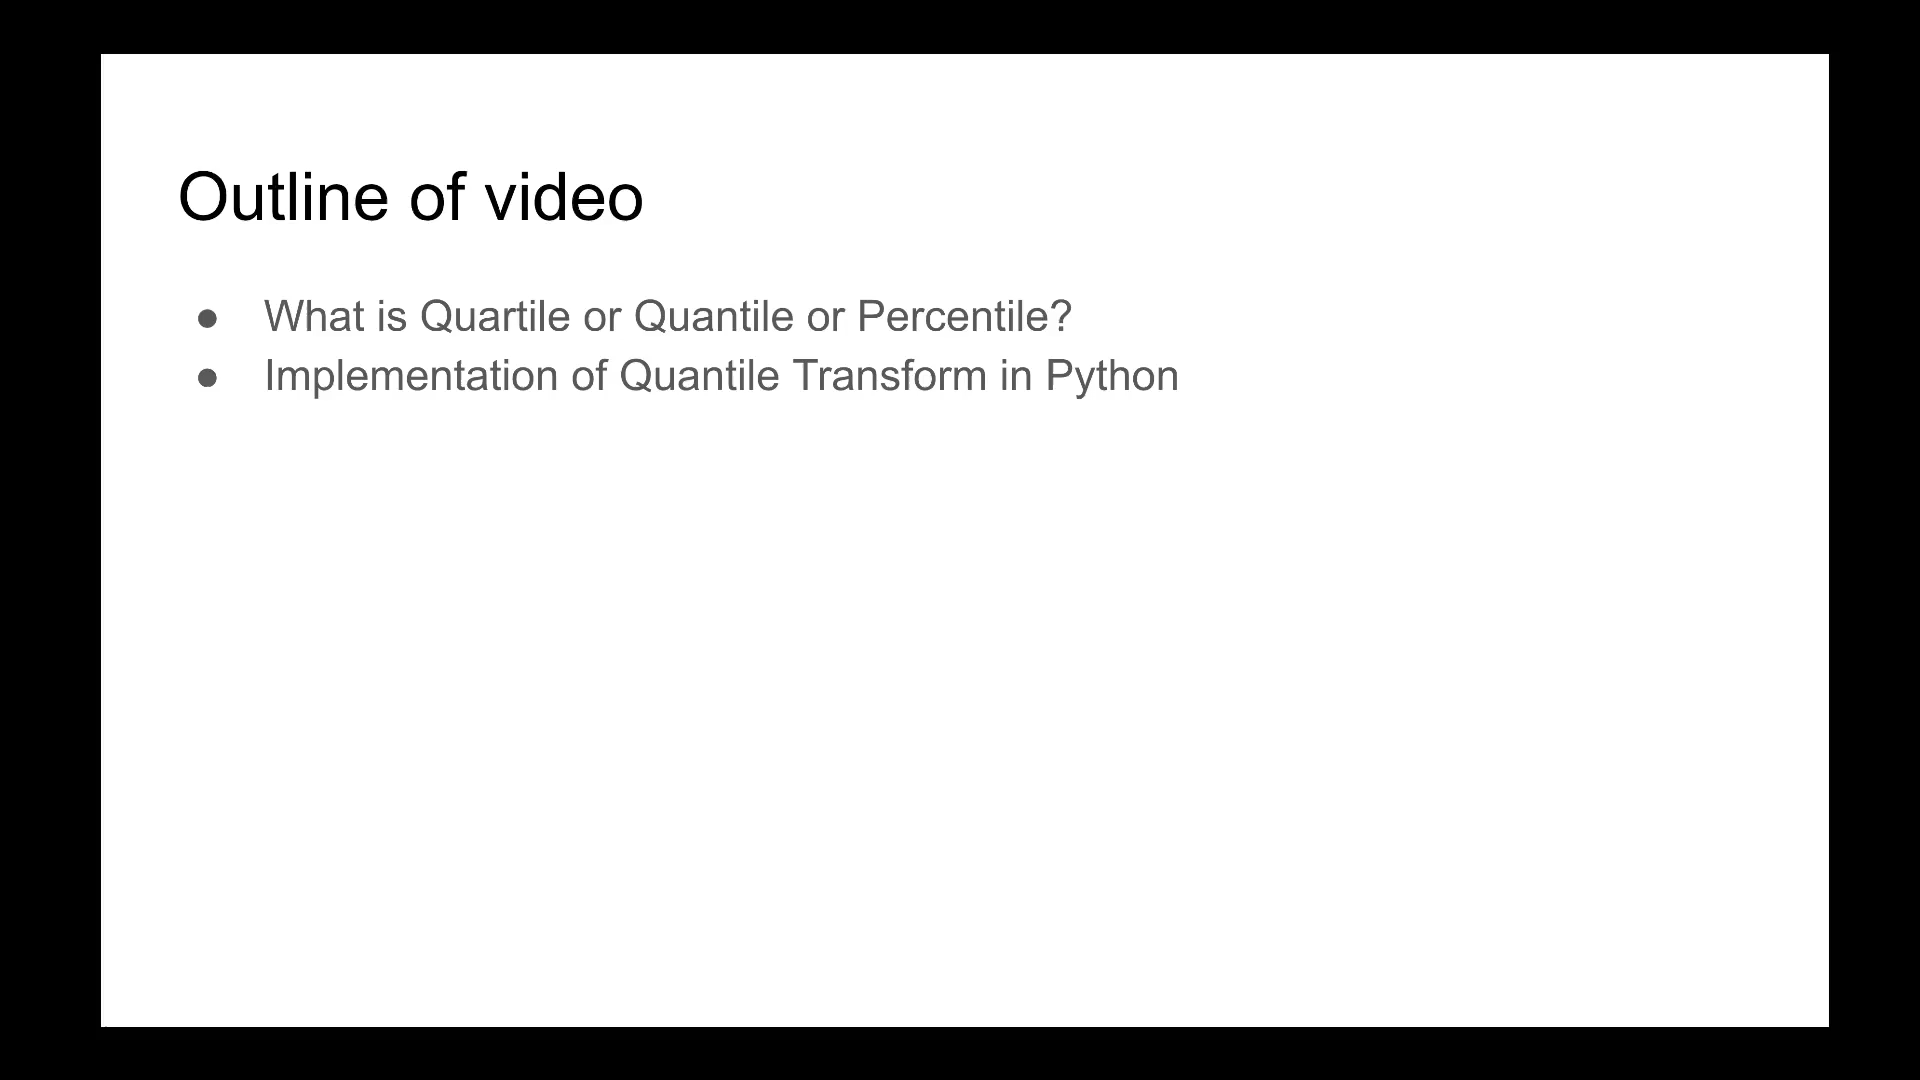 Outline of video
● What is Quartile or Quantile or Percentile?
● Implementation of Quantile Transform in Python